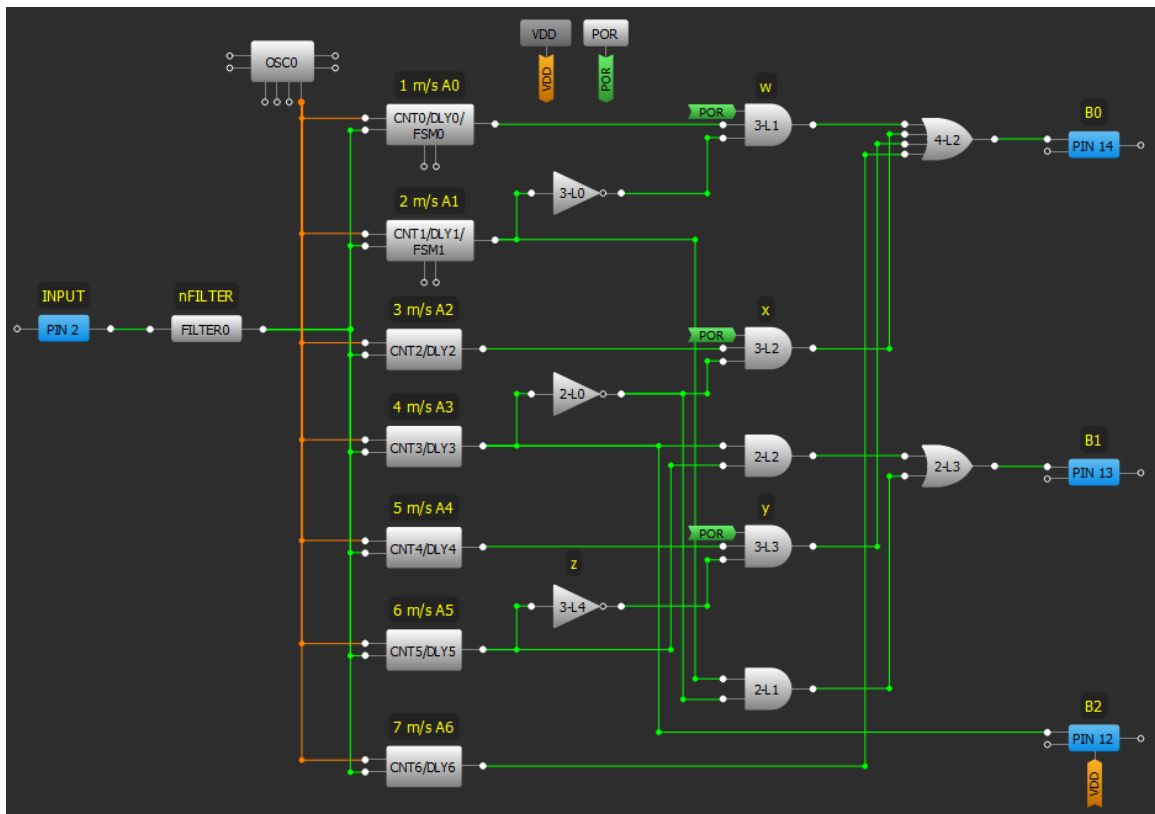 OSC0
VDD
POR
VDD
POR
1 m/s A0
CNT0/DLY0/
FSM0
POR
w
3-L1
4-L2
B0
PIN 14
3-L0
2 m/s A1
CNT1/DLY1/
FSM1
INPUT
PIN 2
nFILTER
FILTER0
3 m/s A2
CNT2/DLY2
POR
x
3-L2
2-L0
4 m/s A3
CNT3/DLY3
2-L2
2-L3
B1
PIN 13
5 m/s A4
CNT4/DLY4
POR
y
3-L3
z
3-L4
6 m/s A5
CNT5/DLY5
2-L1
7 m/s A6
CNT6/DLY6
B2
PIN 12
VDD